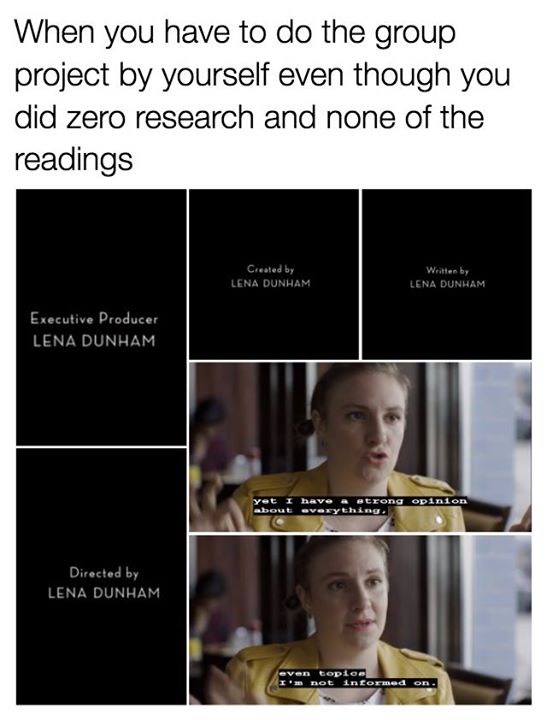 When you have to do the group
project by yourself even though you
did zero research and none of the
readings
Created by
LENA DUNHAM
Written by
LENA DUNHAM
Executive Producer
LENA DUNHAM
yet I have a strong opinion
about everything,
Directed by
LENA DUNHAM
even topics
I'm not informed on.